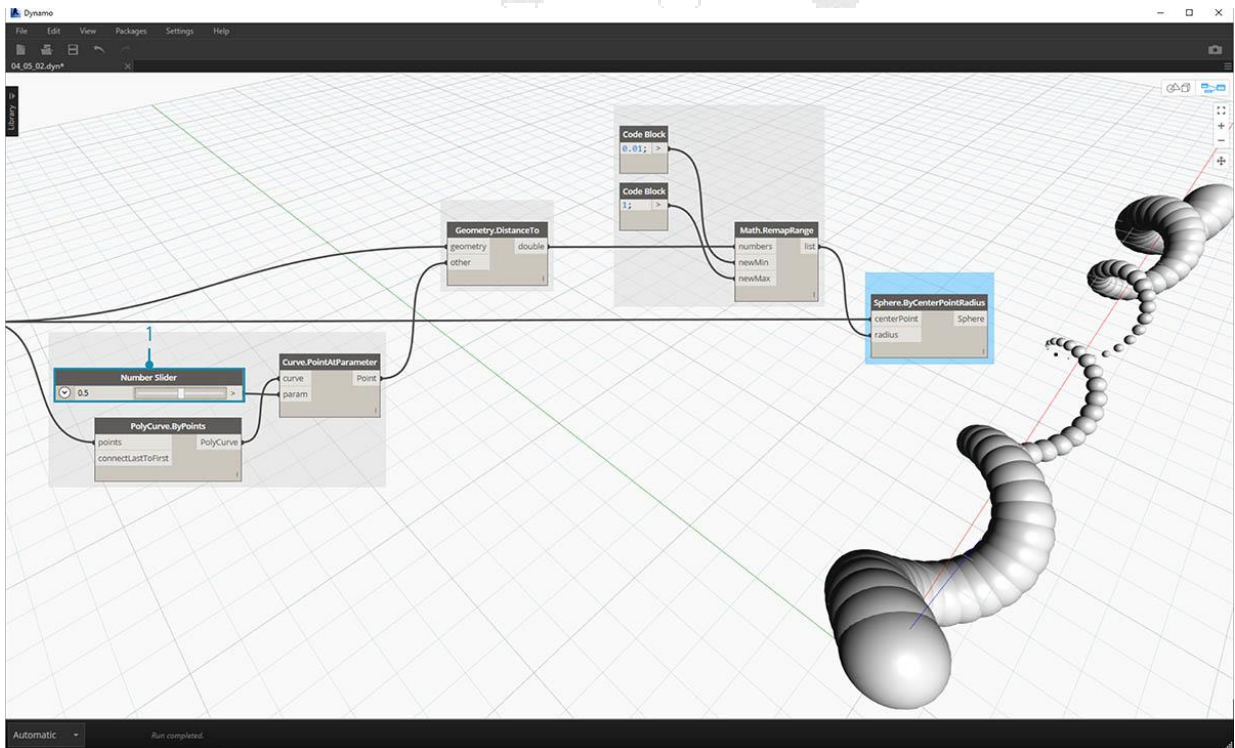 Dynamo
File Edit View Packages Settings Help
04_05_02.dyn*
Library
Code Block
0.01; >
Code Block
1; >
Geometry.DistanceTo
geometry double
other
Math.RemapRange
numbers list
newMin
newMax
Sphere.ByCenterPointRadius
centerPoint Sphere
radius
1
Number Slider
0.5 >
Curve.PointAtParameter
curve Point
param
PolyCurve.ByPoints
points PolyCurve
connectLastToFirst
Automatic Run completed.